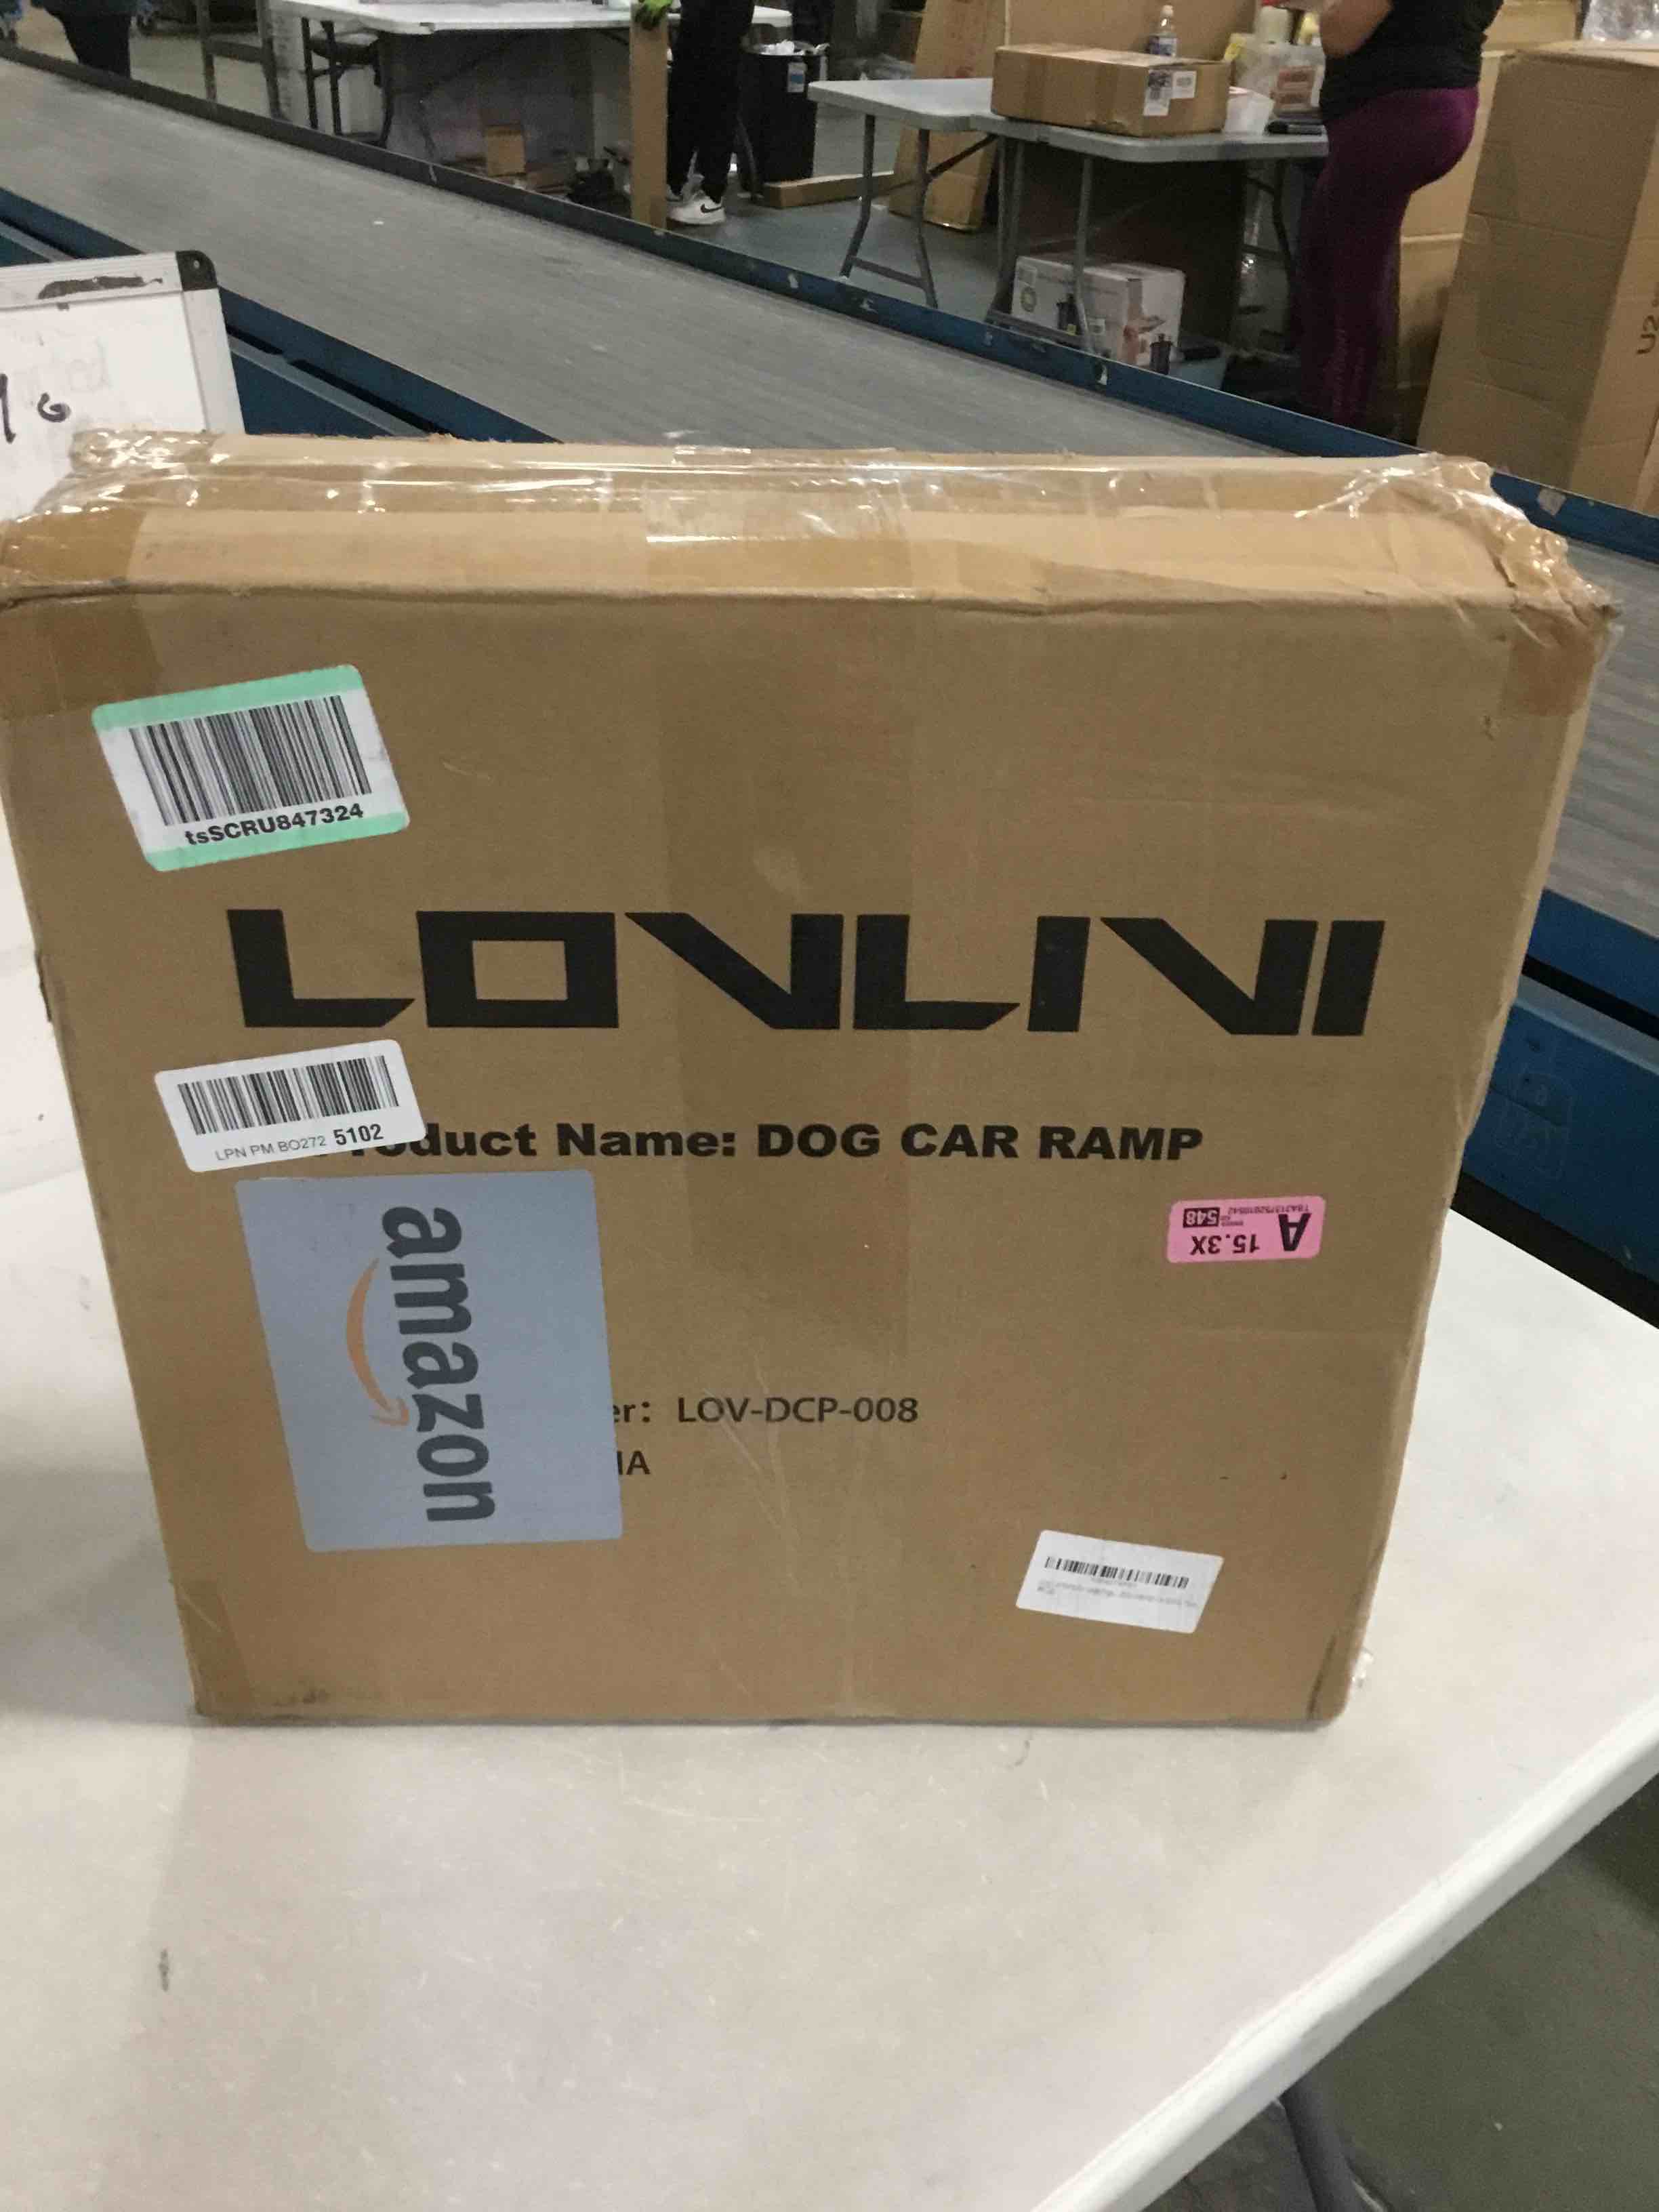 tsSCRU847324
LOVLIVI
LPN PM BO272 5102
duct Name: DOG CAR RAMP
amazon
A 15.3X
548
er: LOV-DCP-008
IA